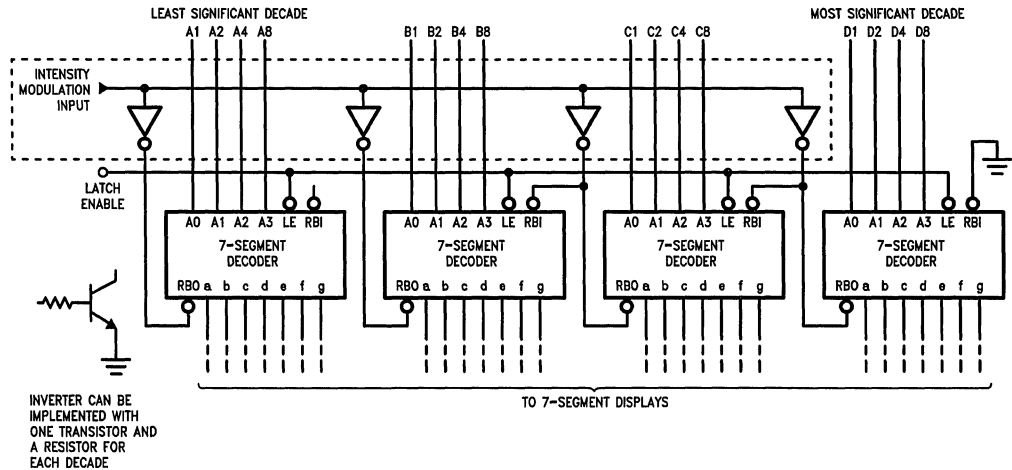 LEAST SIGNIFICANT DECADE
MOST SIGNIFICANT DECADE
A1 A2 A4 A8
B1 B2 B4 B8
C1 C2 C4 C8
D1 D2 D4 D8
INTENSITY
MODULATION
INPUT
LATCH
ENABLE
A0 A1 A2 A3 LE RBI
A0 A1 A2 A3 LE RBI
A0 A1 A2 A3 LE RBI
A0 A1 A2 A3 LE RBI
7-SEGMENT
DECODER
7-SEGMENT
DECODER
7-SEGMENT
DECODER
7-SEGMENT
DECODER
RBO a b c d e f g
RBO a b c d e f g
RBO a b c d e f g
RBO a b c d e f g
TO 7-SEGMENT DISPLAYS
INVERTER CAN BE
IMPLEMENTED WITH
ONE TRANSISTOR AND
A RESISTOR FOR
EACH DECADE